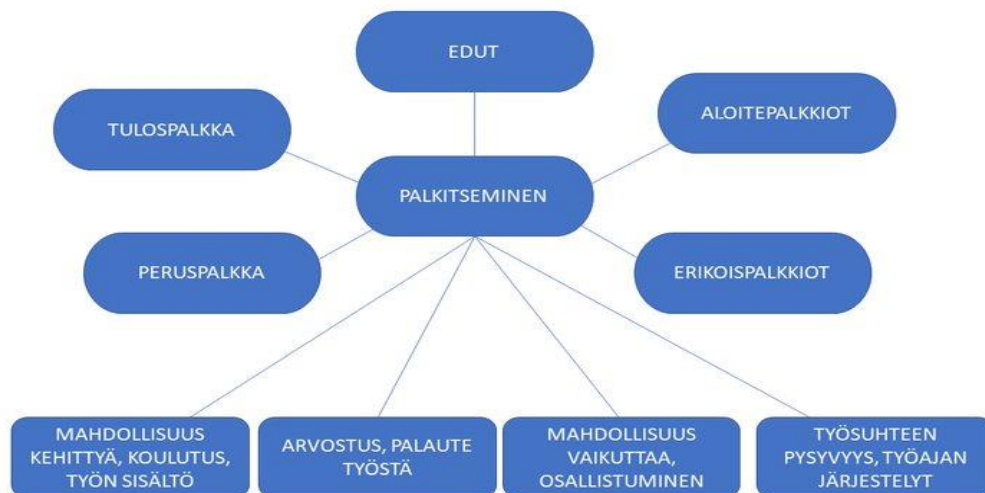 EDUT
TULOSPALKKA
ALOITEPALKKIOT
PALKITSEMINEN
PERUSPALKKA
ERIKOISPALKKIOT
MAHDOLLISUUS
KEHITTYÄ, KOULUTUS,
TYÖN SISÄLTÖ
ARVOSTUS, PALAUTE
TYÖSTÄ
MAHDOLLISUUS
VAIKUTTAA,
OSALLISTUMINEN
TYÖSUHTEEN
PYSYVYYS, TYÖAJAN
JÄRJESTELYT